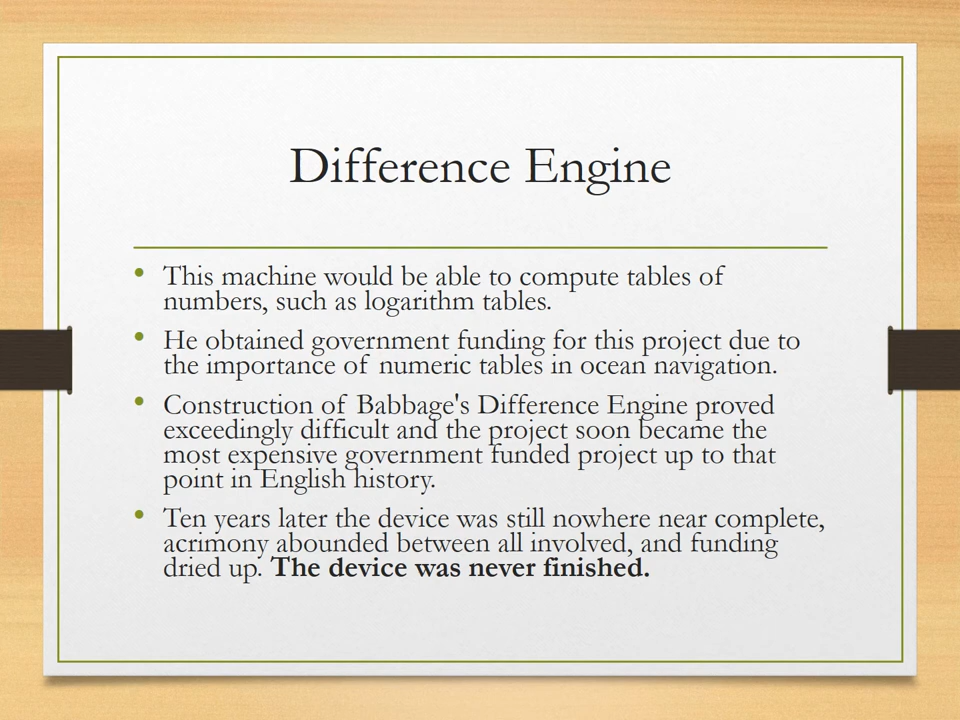 Difference Engine
• This machine would be able to compute tables of
numbers, such as logarithm tables.
• He obtained government funding for this project due to
the importance of numeric tables in ocean navigation.
• Construction of Babbage's Difference Engine proved
exceedingly difficult and the project soon became the
most expensive government funded project up to that
point in English history.
• Ten years later the device was still nowhere near complete,
acrimony abounded between all involved, and funding
dried up. The device was never finished.